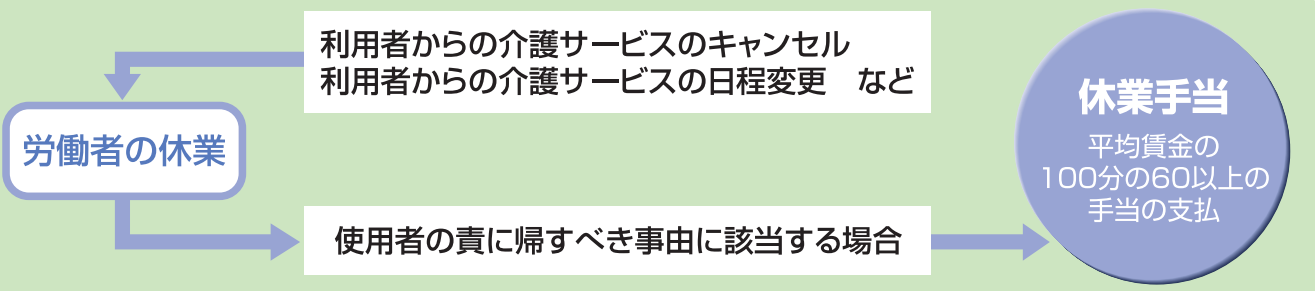 利用者からの介護サービスのキャンセル
利用者からの介護サービスの日程変更　など
労働者の休業
使用者の責に帰すべき事由に該当する場合
休業手当
平均賃金の
100分の60以上の
手当の支払